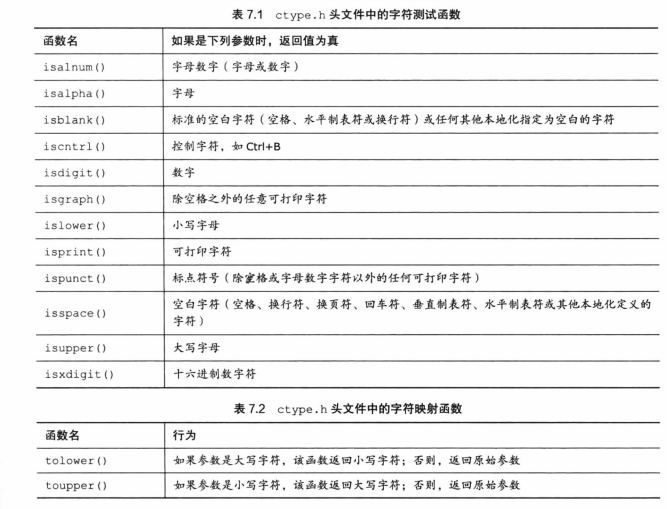 表 7.1 ctype.h 头文件中的字符测试函数
函数名 如果是下列参数时，返回值为真
isalnum() 字母数字（字母或数字）
isalpha() 字母
isblank() 标准的空白字符（空格、水平制表符或换行符）或任何其他本地化指定为空白的字符
iscntrl() 控制字符，如 Ctrl+B
isdigit() 数字
isgraph() 除空格之外的任意可打印字符
islower() 小写字母
isprint() 可打印字符
ispunct() 标点符号（除空格或字母数字字符以外的任何可打印字符）
isspace() 空白字符（空格、换行符、换页符、回车符、垂直制表符、水平制表符或其他本地化定义的
字符）
isupper() 大写字母
isxdigit() 十六进制数字符
表 7.2 ctype.h 头文件中的字符映射函数
函数名 行为
tolower() 如果参数是大写字符，该函数返回小写字符；否则，返回原始参数
toupper() 如果参数是小写字符，该函数返回大写字符；否则，返回原始参数